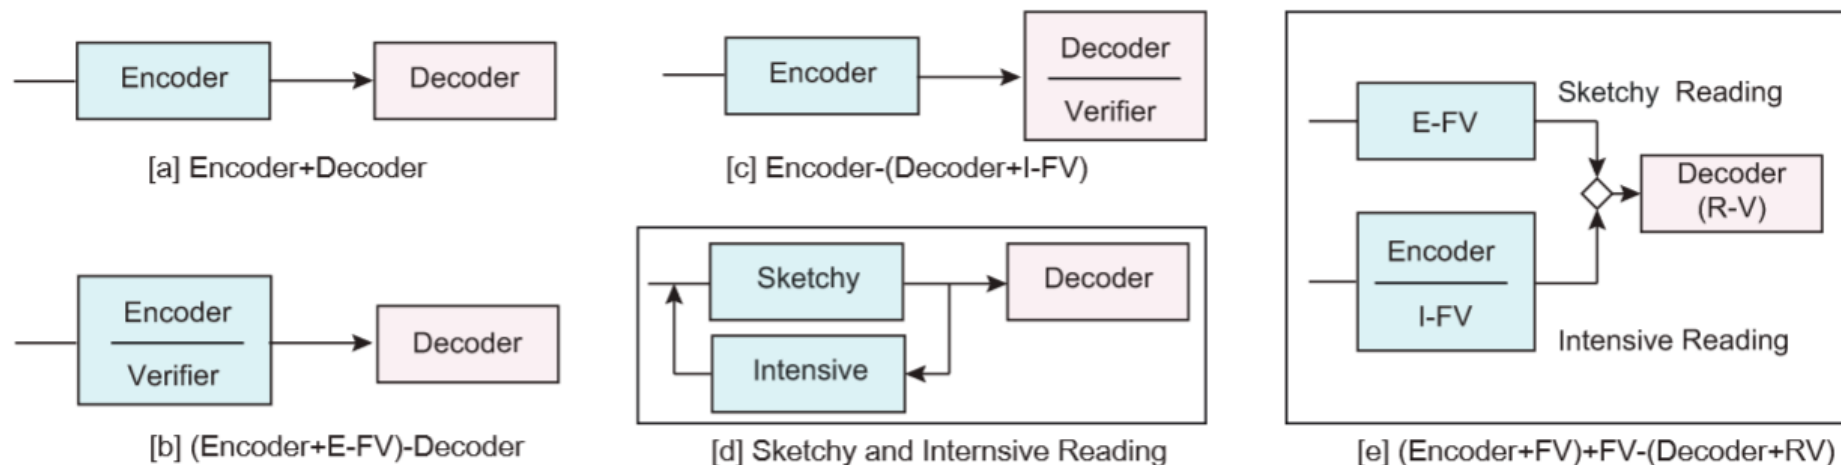 Encoder
Decoder
[a] Encoder+Decoder
Encoder
Verifier
Decoder
[b] (Encoder+E-FV)-Decoder
Encoder
Decoder
Verifier
[c] Encoder-(Decoder+I-FV)
Sketchy
Decoder
Intensive
[d] Sketchy and Internsive Reading
E-FV
Sketchy Reading
Decoder
(R-V)
Encoder
I-FV
Intensive Reading
[e] (Encoder+FV)+FV-(Decoder+RV)